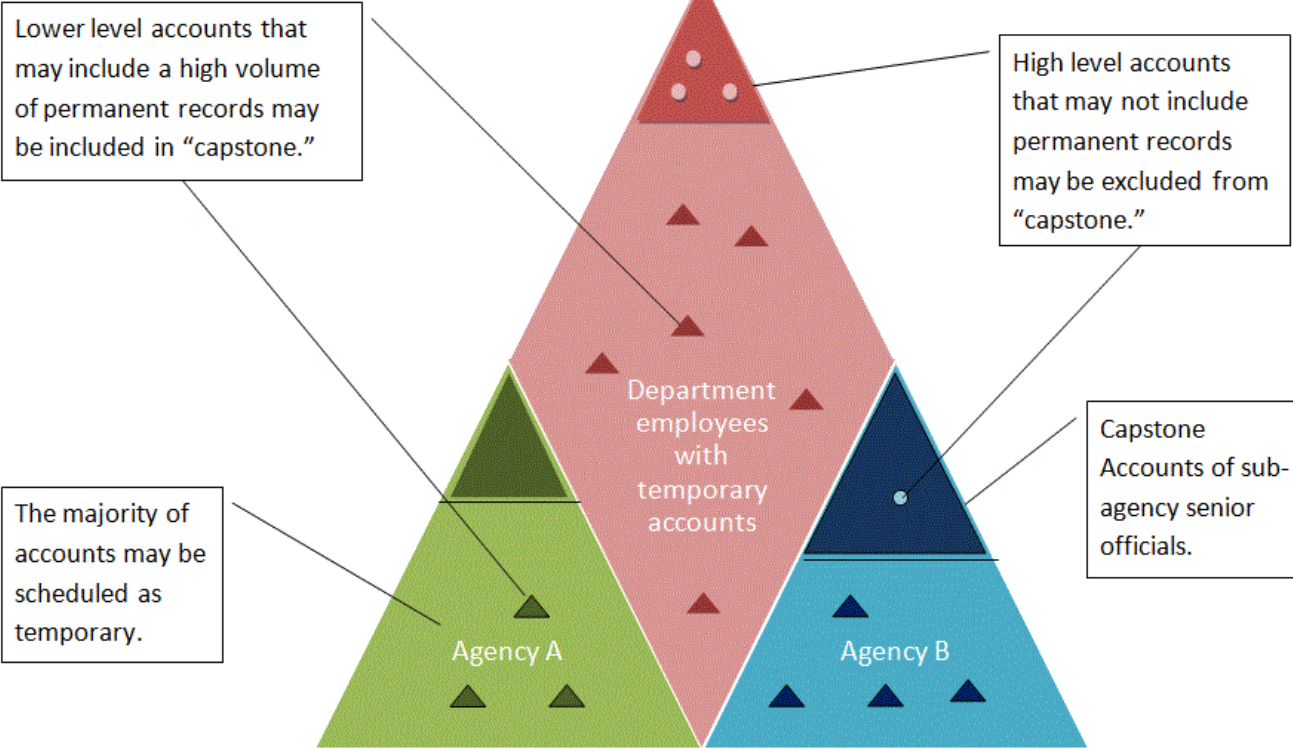 Lower level accounts that
may include a high volume
of permanent records may
be included in “capstone.”
High level accounts
that may not include
permanent records
may be excluded from
“capstone.”
Department
employees
with
temporary
accounts
Capstone
Accounts of sub-
agency senior
officials.
The majority of
accounts may be
scheduled as
temporary.
Agency A
Agency B